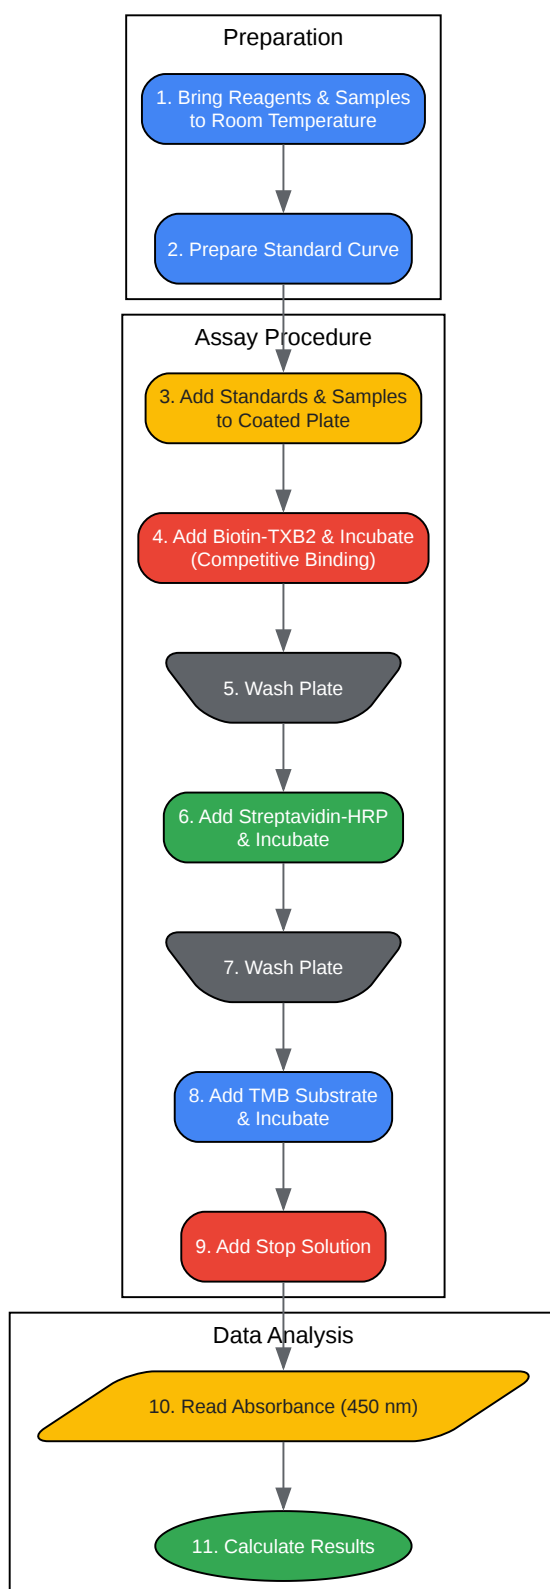 Preparation
1. Bring Reagents & Samples
to Room Temperature
2. Prepare Standard Curve
Assay Procedure
3. Add Standards & Samples
to Coated Plate
4. Add Biotin-TXB2 & Incubate
(Competitive Binding)
5. Wash Plate
6. Add Streptavidin-HRP
& Incubate
7. Wash Plate
8. Add TMB Substrate
& Incubate
9. Add Stop Solution
Data Analysis
10. Read Absorbance (450 nm)
11. Calculate Results